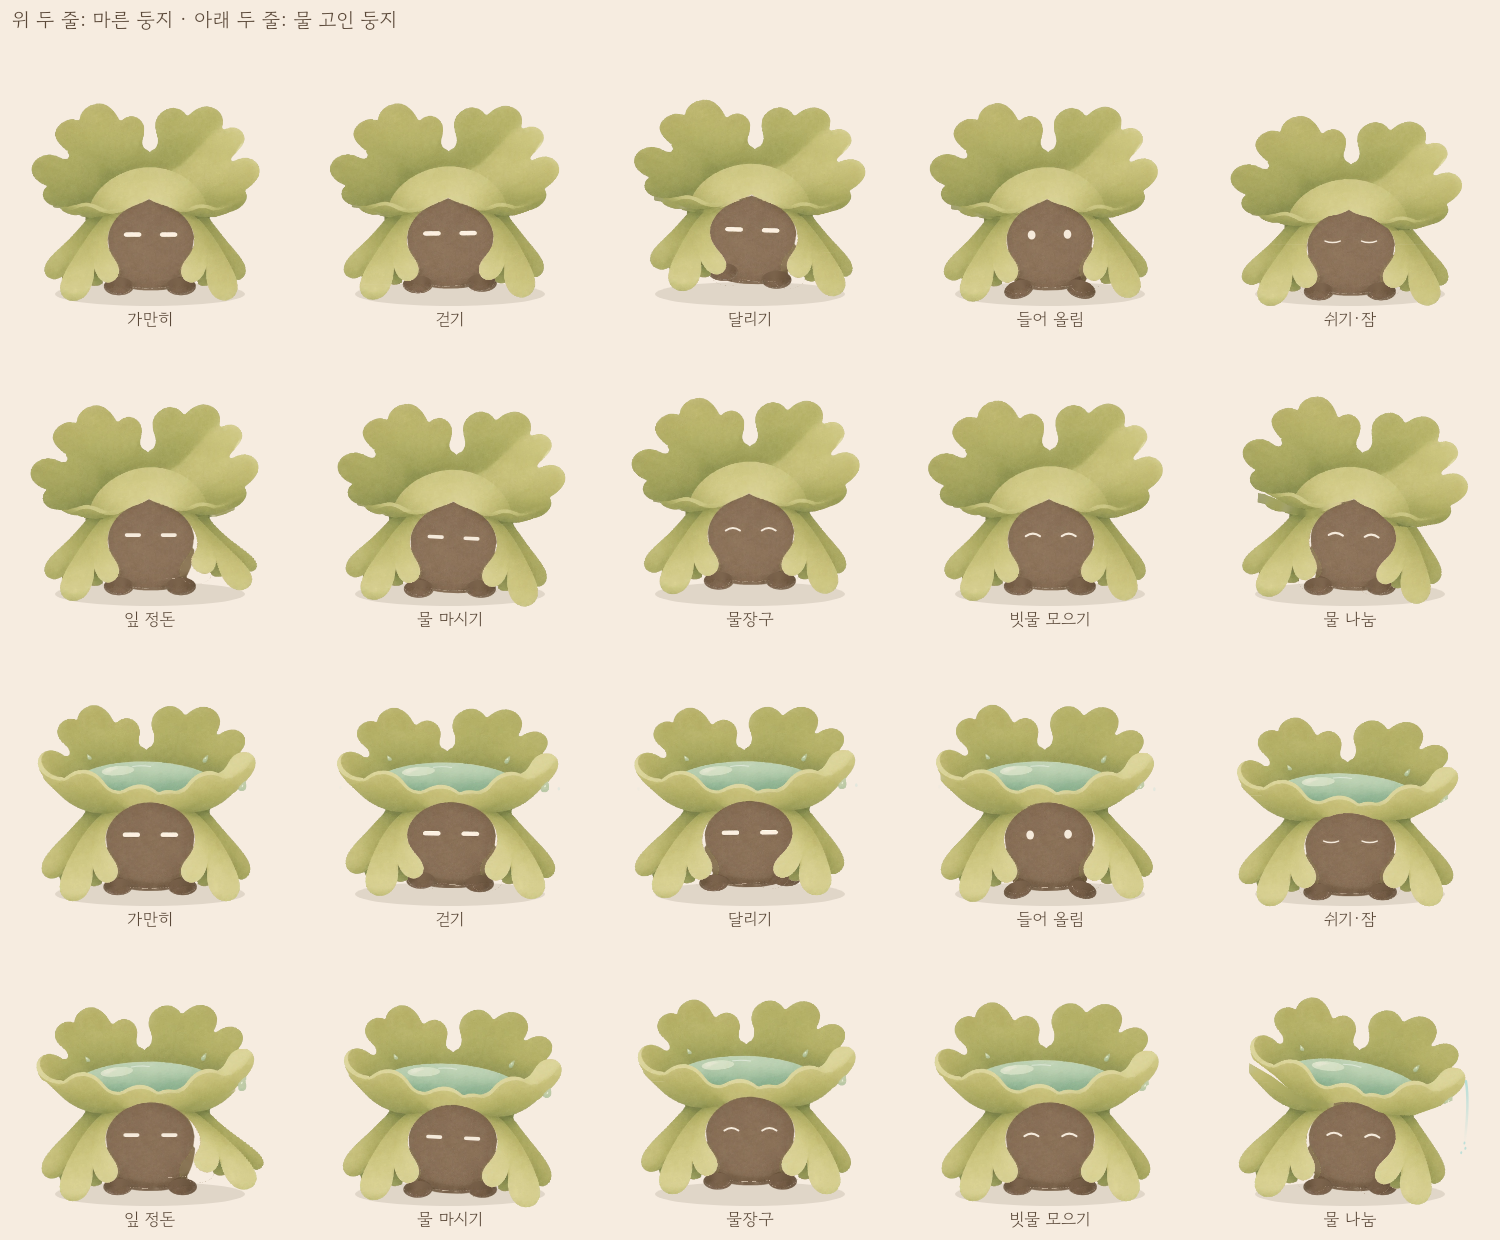 위 두 줄: 마른 둥지 · 아래 두 줄: 물 고인 둥지
가만히
걷기
달리기
들어 올림
쉬기·잠
잎 정돈
물 마시기
물장구
빗물 모으기
물 나눔
가만히
걷기
달리기
들어 올림
쉬기·잠
잎 정돈
물 마시기
물장구
빗물 모으기
물 나눔